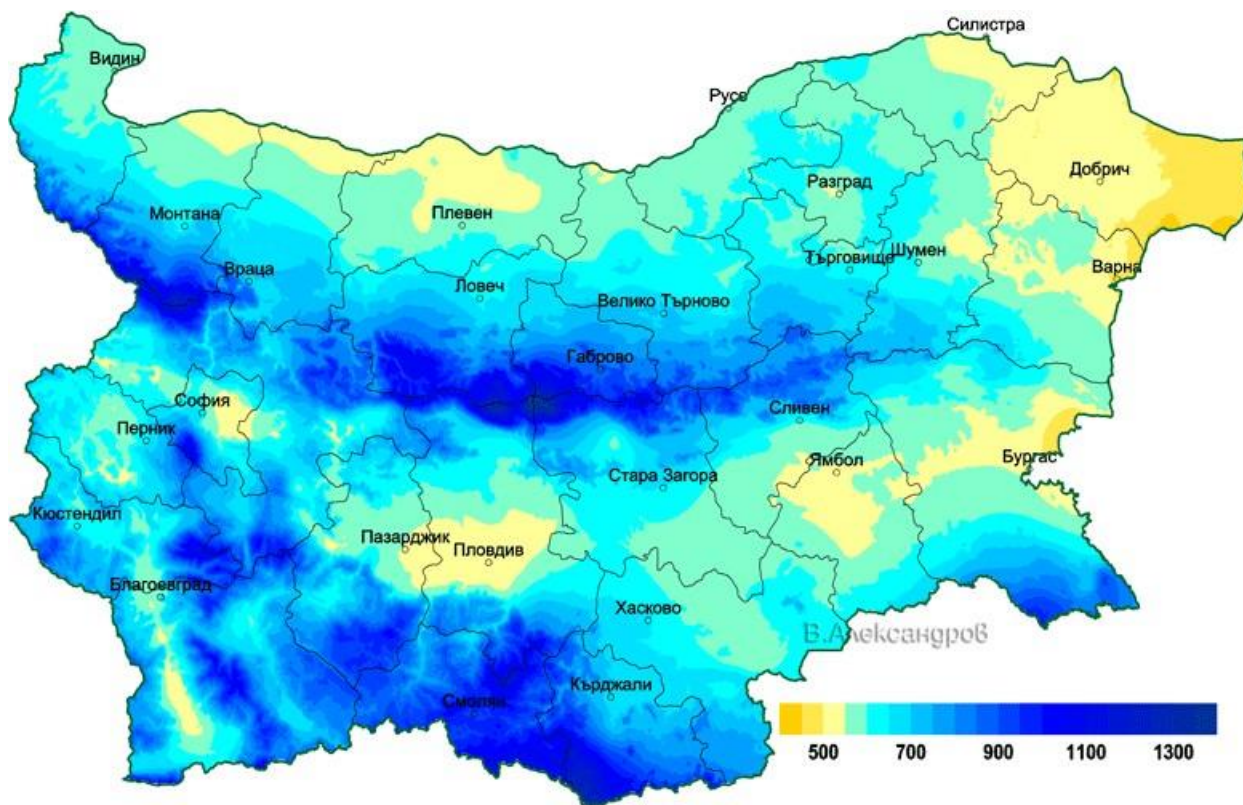 Силистра
Видин
Русе
Добрич
Разград
Монтана
Плевен
Шумен
Търговище
Варна
Враца
Ловеч
Велико Търново
Габрово
София
Сливен
Перник
Бургас
Ямбол
Стара Загора
Кюстендил
Пазарджик
Пловдив
Благоевград
Хасково
В.Александров
Кърджали
Смолян
500 700 900 1100 1300